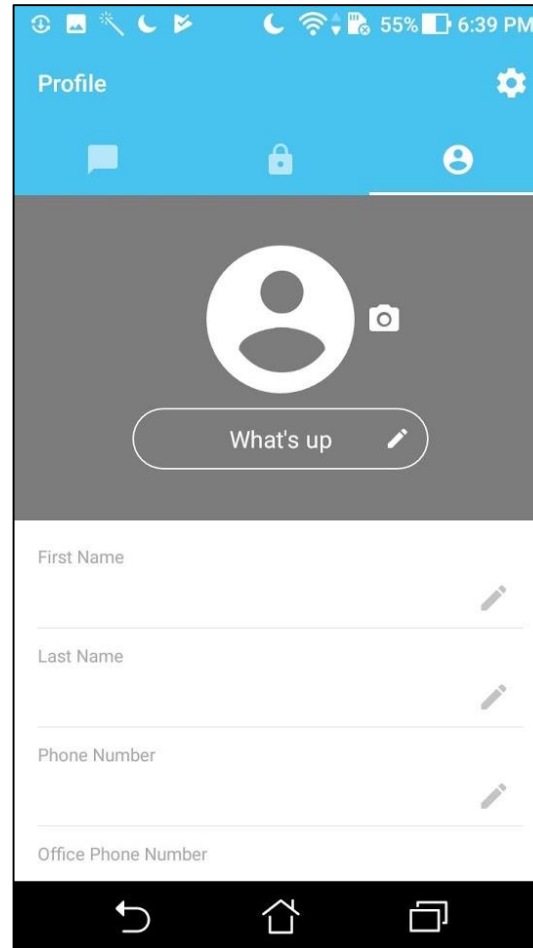 55% 6:39 PM
Profile
What's up
First Name
Last Name
Phone Number
Office Phone Number